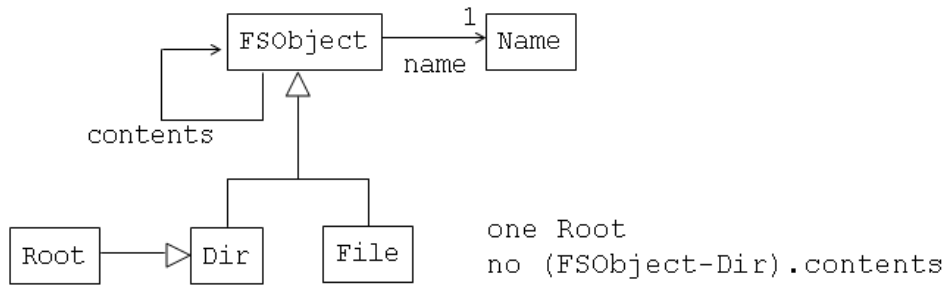 1
FSObject
Name
name
contents
Root
Dir
File
one Root
no (FSObject-Dir).contents